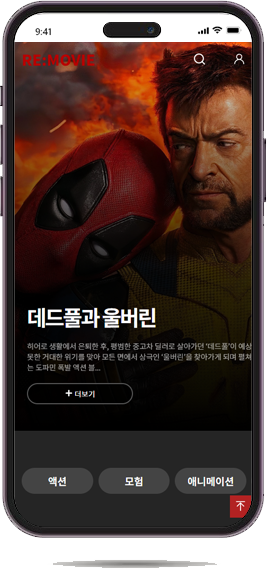 9:41
RE:MOVIE
데드풀과 울버린
히어로 생활에서 은퇴한 후, 평범한 중고차 딜러로 살아가던 '데드풀'이 예상
못한 거대한 위기를 맞아 모든 면에서 상극인 '울버린'을 찾아가게 되며 펼쳐
는 도파민 폭발 액션 블...
+ 더보기
액션 모험 애니메이션